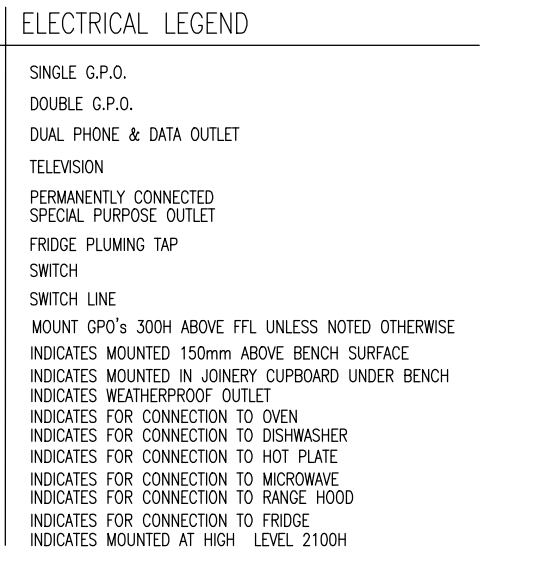 ELECTRICAL LEGEND
SINGLE G.P.O.
DOUBLE G.P.O.
DUAL PHONE & DATA OUTLET
TELEVISION
PERMANENTLY CONNECTED
SPECIAL PURPOSE OUTLET
FRIDGE PLUMING TAP
SWITCH
SWITCH LINE
MOUNT GPO's 300H ABOVE FFL UNLESS NOTED OTHERWISE
INDICATES MOUNTED 150mm ABOVE BENCH SURFACE
INDICATES MOUNTED IN JOINERY CUPBOARD UNDER BENCH
INDICATES WEATHERPROOF OUTLET
INDICATES FOR CONNECTION TO OVEN
INDICATES FOR CONNECTION TO DISHWASHER
INDICATES FOR CONNECTION TO HOT PLATE
INDICATES FOR CONNECTION TO MICROWAVE
INDICATES FOR CONNECTION TO RANGE HOOD
INDICATES FOR CONNECTION TO FRIDGE
INDICATES MOUNTED AT HIGH LEVEL 2100H